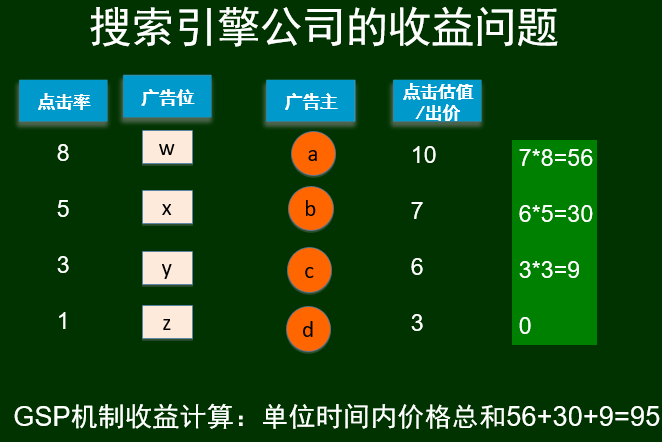 搜索引擎公司的收益问题
点击率 广告位 广告主 点击估值
/出价
8 w a 10 7*8=56
5 x b 7 6*5=30
3 y c 6 3*3=9
1 z d 3 0
GSP机制收益计算：单位时间内价格总和56+30+9=95